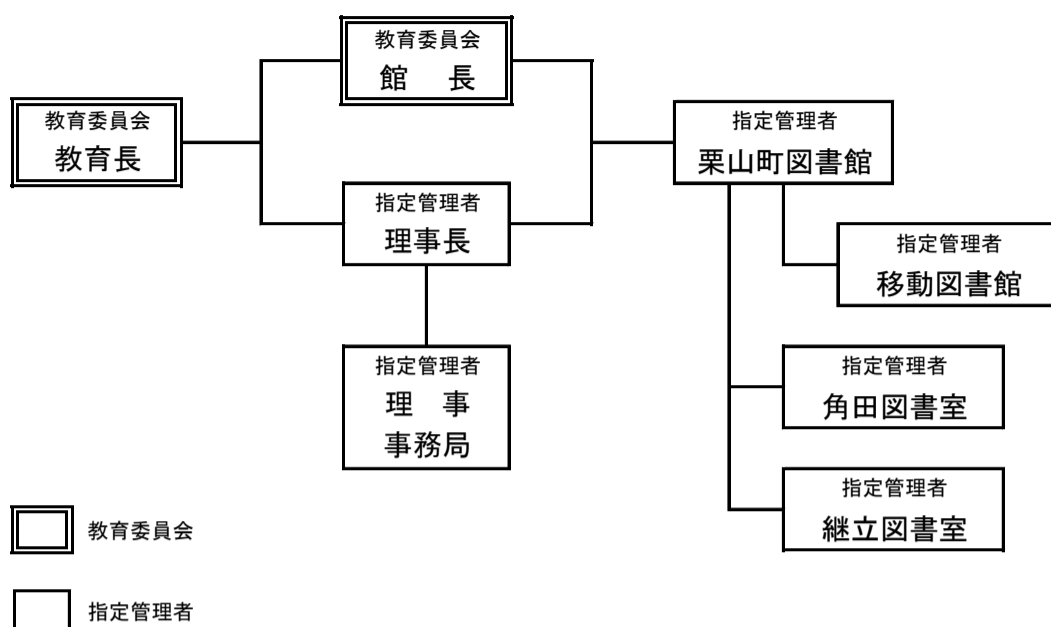 教育委員会
教育長
教育委員会
館　長
指定管理者
理事長
指定管理者
理　事
事務局
指定管理者
栗山町図書館
指定管理者
移動図書館
指定管理者
角田図書室
指定管理者
継立図書室
教育委員会
指定管理者